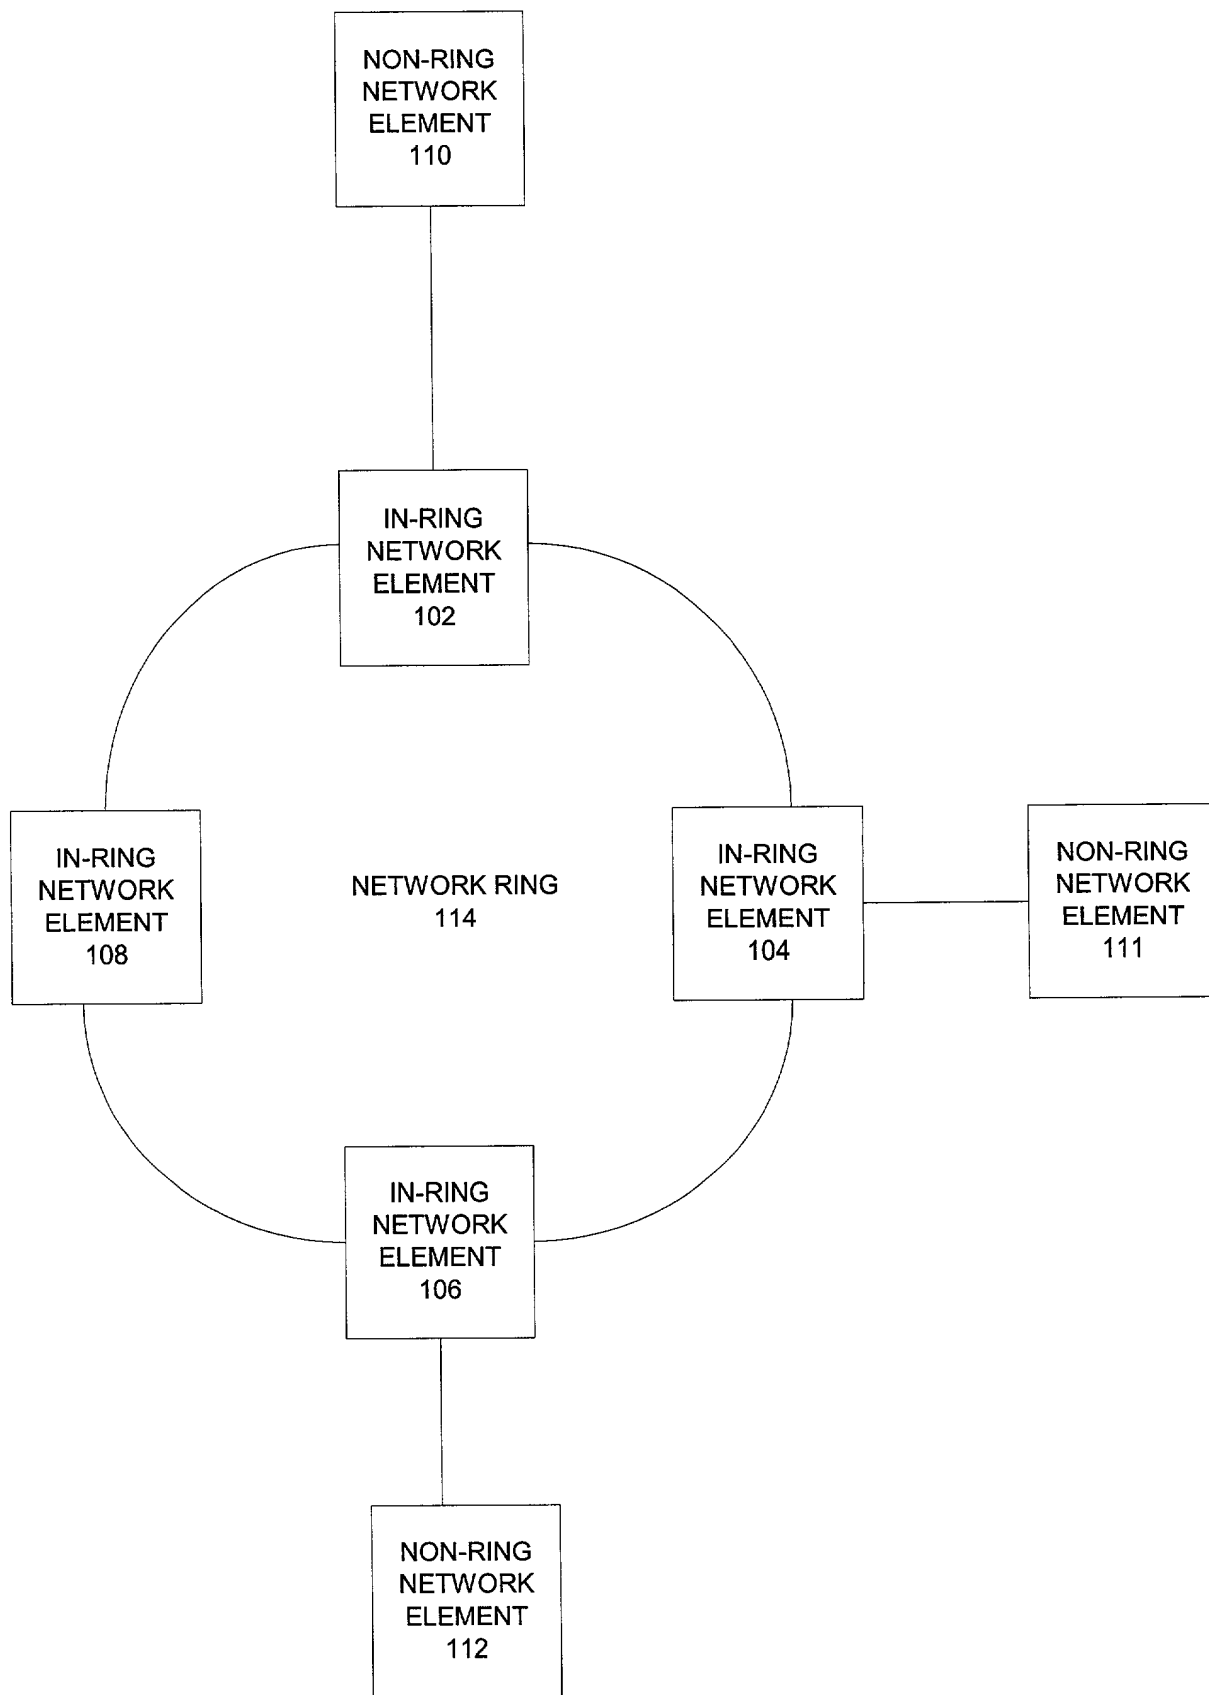 NON-RING
NETWORK
ELEMENT
110
IN-RING
NETWORK
ELEMENT
102
IN-RING
NETWORK
ELEMENT
108
NETWORK RING
114
IN-RING
NETWORK
ELEMENT
104
NON-RING
NETWORK
ELEMENT
111
IN-RING
NETWORK
ELEMENT
106
NON-RING
NETWORK
ELEMENT
112